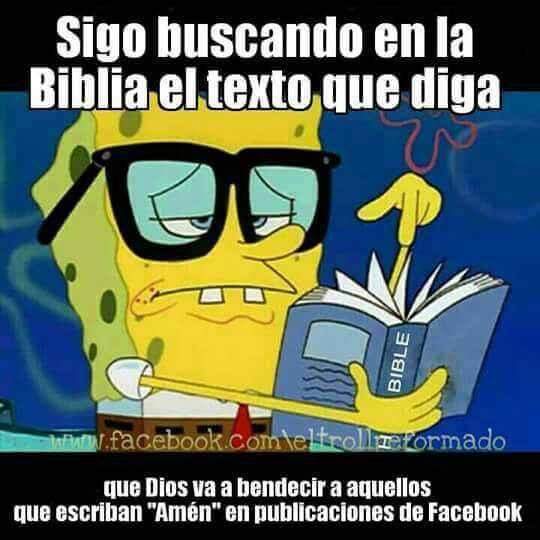 Sigo buscando en la
Biblia el texto que diga
BIBLE
www.facebook.com\eltrollreformado
que Dios va a bendecir a aquellos
que escriban "Amén" en publicaciones de Facebook